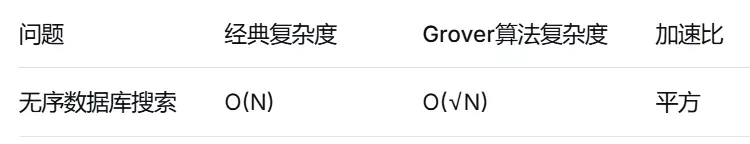 问题 经典复杂度 Grover算法复杂度 加速比
无序数据库搜索 O(N) O(√N) 平方